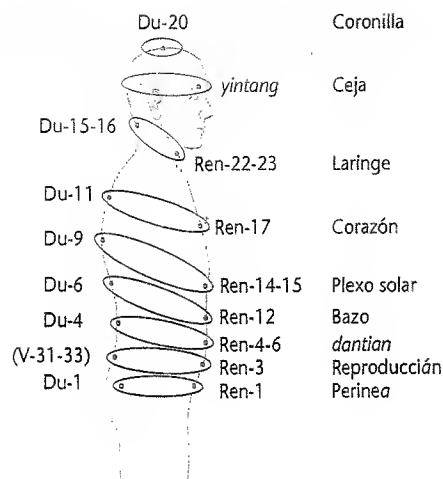 Du-20 Coronilla
yintang Ceja
Du-15-16
Ren-22-23 Laringe
Du-11
Ren-17 Corazón
Du-9
Du-6 Ren-14-15 Plexo solar
Ren-12 Bazo
Du-4
Ren-4-6 dantian
(V-31-33) Ren-3 Reproducción
Du-1 Ren-1 Perinea